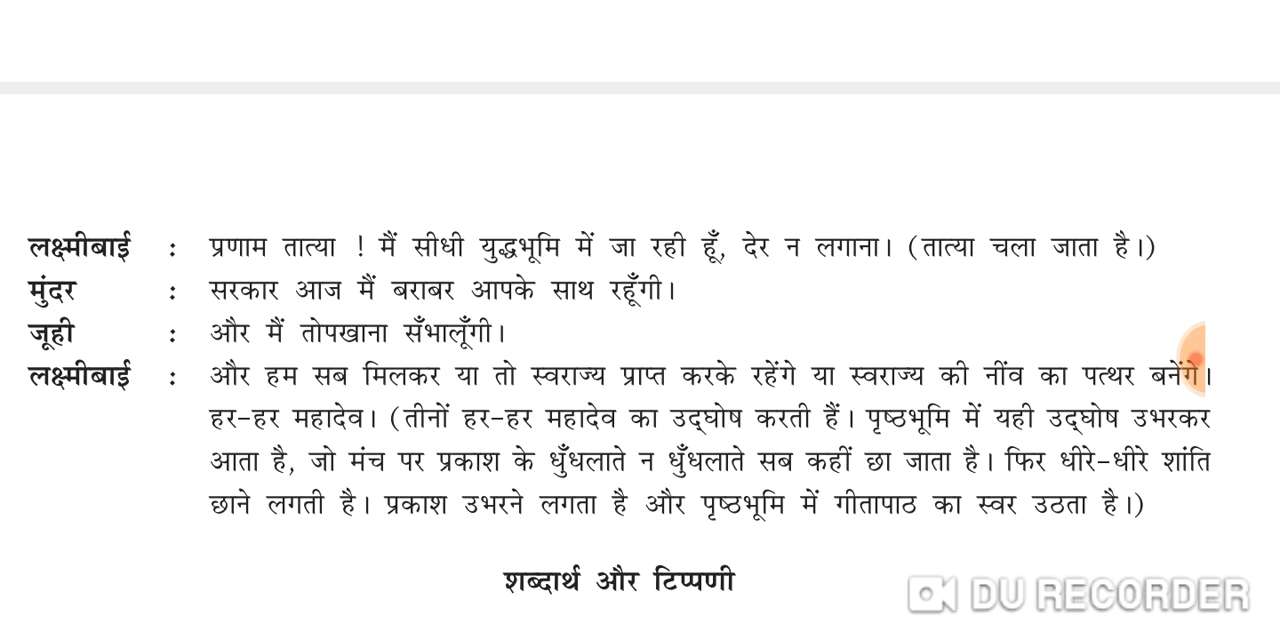 लक्ष्मीबाई : प्रणाम तात्या ! मैं सीधी युद्धभूमि में जा रही हूँ, देर न लगाना। (तात्या चला जाता है।)
मुंदर : सरकार आज मैं बराबर आपके साथ रहूँगी।
जूही : और मैं तोपखाना सँभालूँगी।
लक्ष्मीबाई : और हम सब मिलकर या तो स्वराज्य प्राप्त करके रहेंगे या स्वराज्य की नींव का पत्थर बनेंगे।
हर-हर महादेव। (तीनों हर-हर महादेव का उद्‌घोष करती हैं। पृष्ठभूमि में यही उद्‌घोष उभरकर
आता है, जो मंच पर प्रकाश के धुँधलाते न धुँधलाते सब कहीं छा जाता है। फिर धीरे-धीरे शांति
छाने लगती है। प्रकाश उभरने लगता है और पृष्ठभूमि में गीतापाठ का स्वर उठता है।)
शब्दार्थ और टिप्पणी
DU RECORDER